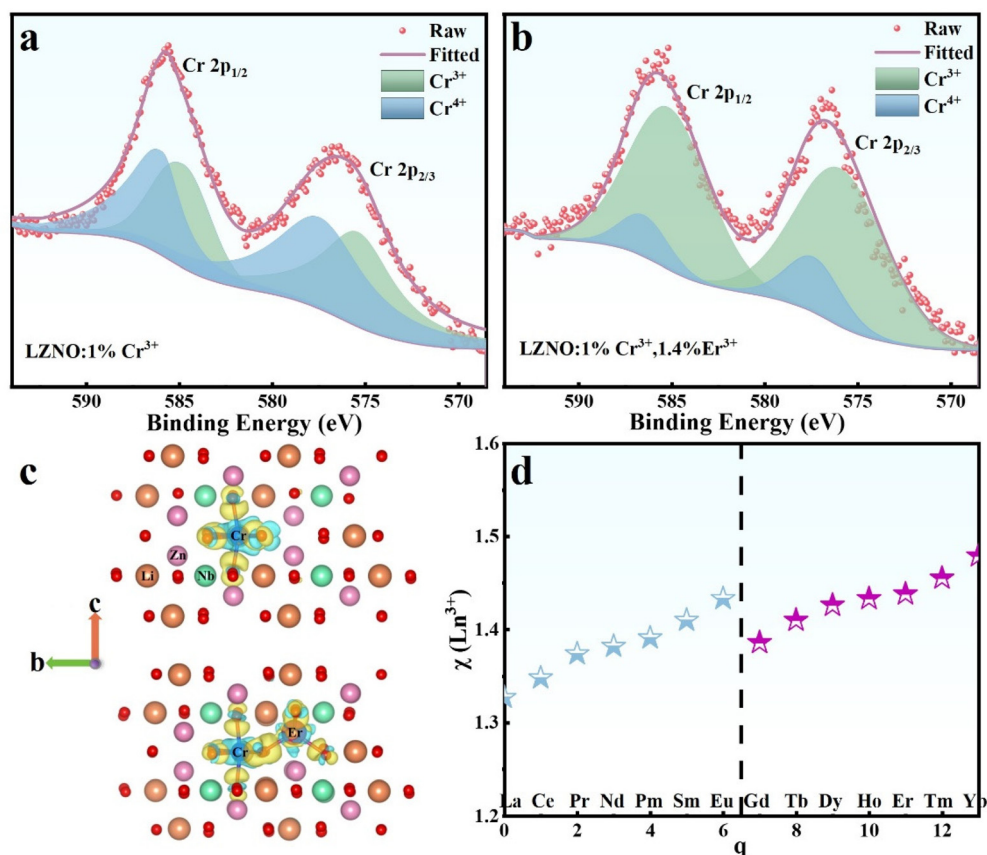 a
Raw
Fitted
Cr³⁺
Cr⁴⁺
Cr 2p₁/₂
Cr 2p₂/₃
LZNO:1% Cr³⁺
590 585 580 575 570
Binding Energy (eV)
b
Raw
Fitted
Cr³⁺
Cr⁴⁺
Cr 2p₁/₂
Cr 2p₂/₃
LZNO:1% Cr³⁺,1.4%Er³⁺
590 585 580 575 570
Binding Energy (eV)
c
Cr
Zn
Li Nb
c
b
Cr Er
d
1.6
1.5
1.4
1.3
1.2
χ (Ln³⁺)
La Ce Pr Nd Pm Sm Eu Gd Tb Dy Ho Er Tm Yb
0 2 4 6 8 10 12
q